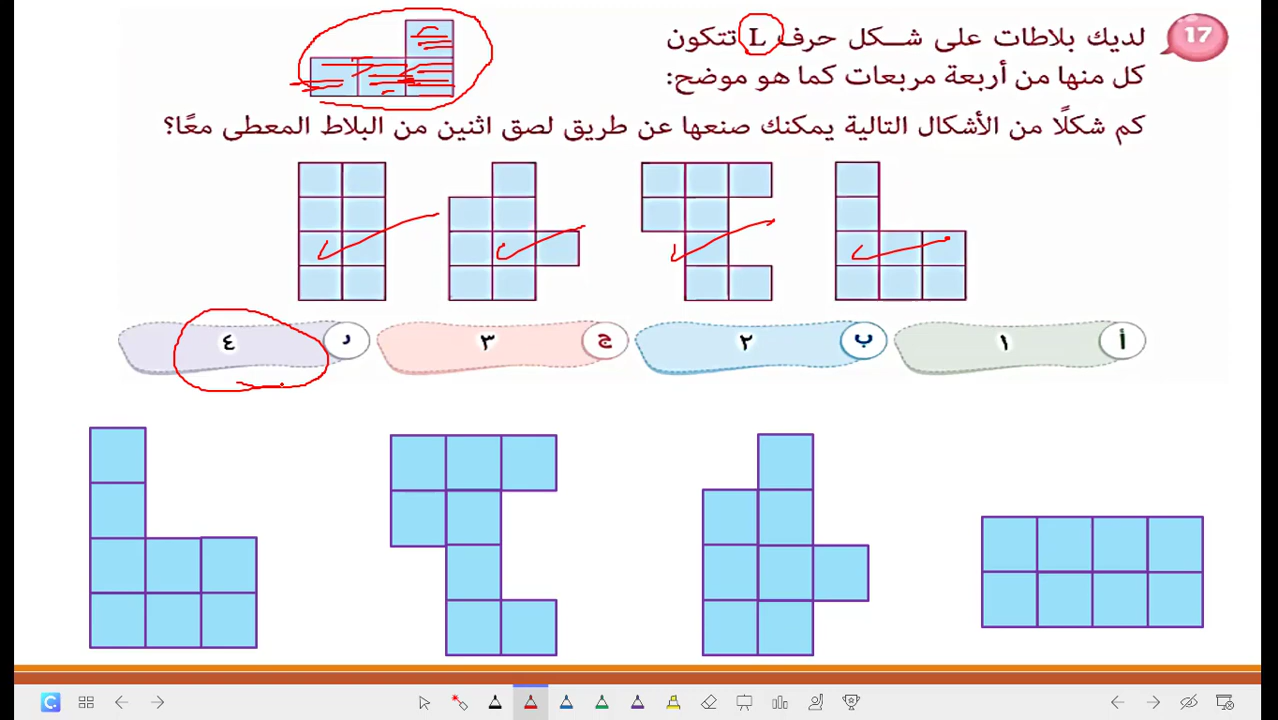 17
لديك بلاطات على شكل حرف L تتكون
كل منها من أربعة مربعات كما هو موضح:
كم شكلًا من الأشكال التالية يمكنك صنعها عن طريق لصق اثنين من البلاط المعطى معًا؟
أ ١
ب ٢
ج ٣
د ٤